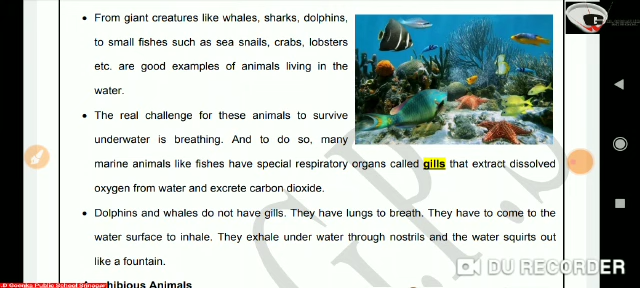 • From giant creatures like whales, sharks, dolphins,
to small fishes such as sea snails, crabs, lobsters
etc. are good examples of animals living in the
water.
• The real challenge for these animals to survive
underwater is breathing. And to do so, many
marine animals like fishes have special respiratory organs called gills that extract dissolved
oxygen from water and excrete carbon dioxide.
• Dolphins and whales do not have gills. They have lungs to breath. They have to come to the
water surface to inhale. They exhale under water through nostrils and the water squirts out
like a fountain.
DU RECORDER
.D Goenka Public School Srinagar
Amphibious Animals